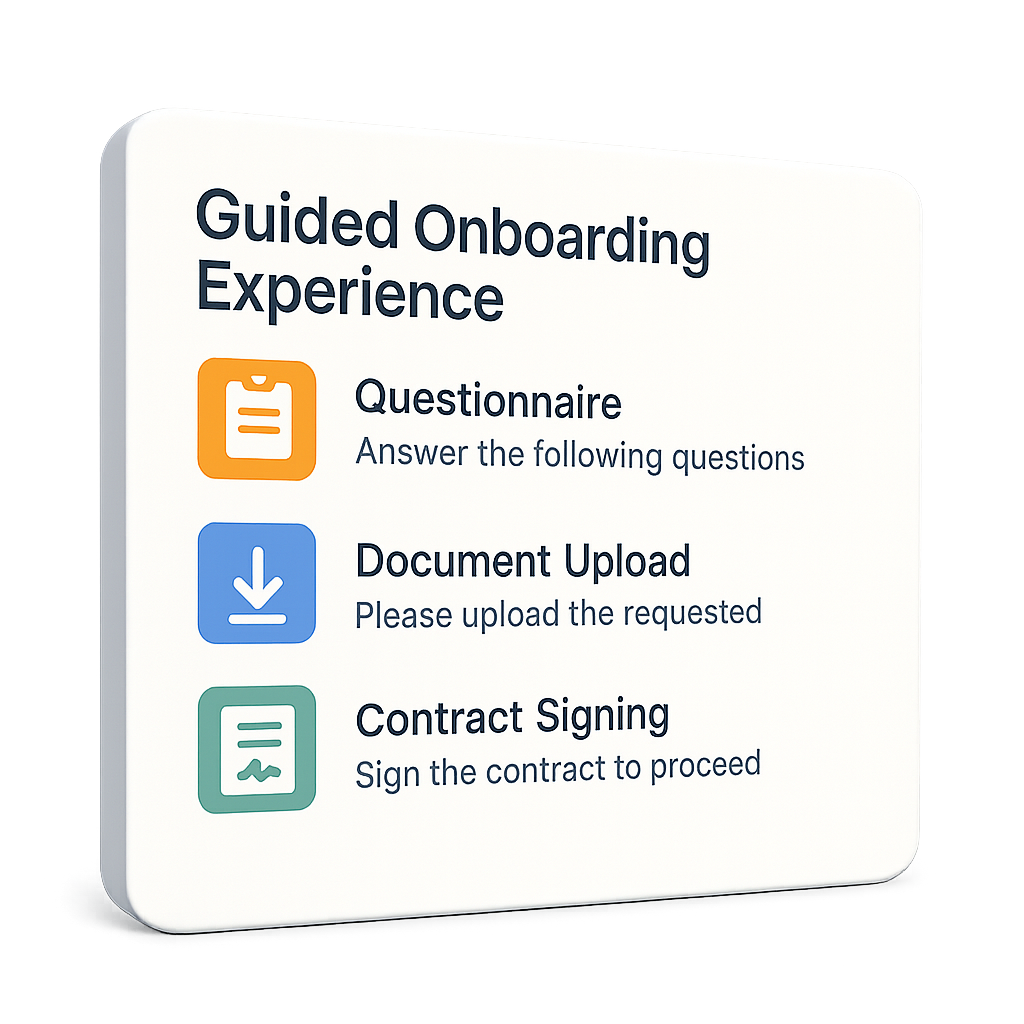 Guided Onboarding
Experience
Questionnaire
Answer the following questions
Document Upload
Please upload the requested
Contract Signing
Sign the contract to proceed